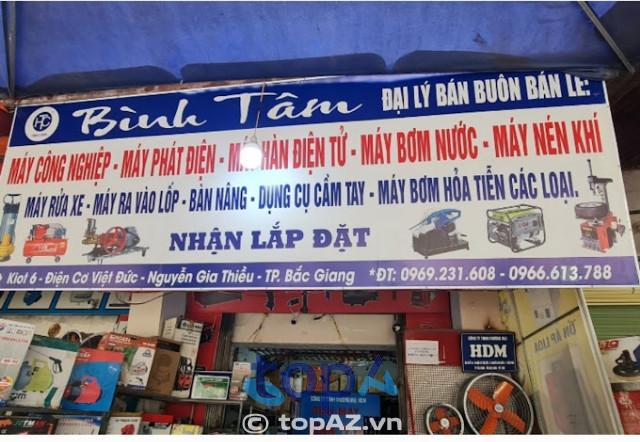 Bình Tâm
ĐẠI LÝ BÁN BUÔN BÁN LẺ:
MÁY CÔNG NGHIỆP - MÁY PHÁT ĐIỆN - MÁY HÀN ĐIỆN TỬ - MÁY BƠM NƯỚC - MÁY NÉN KHÍ
MÁY RỬA XE - MÁY RA VÀO LỐP - BÀN NÂNG - DỤNG CỤ CẦM TAY - MÁY BƠM HỎA TIỄN CÁC LOẠI.
NHẬN LẮP ĐẶT
Kiot 6 - Điện Cơ Việt Đức - Nguyễn Gia Thiều - TP. Bắc Giang *ĐT: 0969.231.608 - 0966.613.788
HDM
ỔN ÁP LIOA
© topAZ.vn